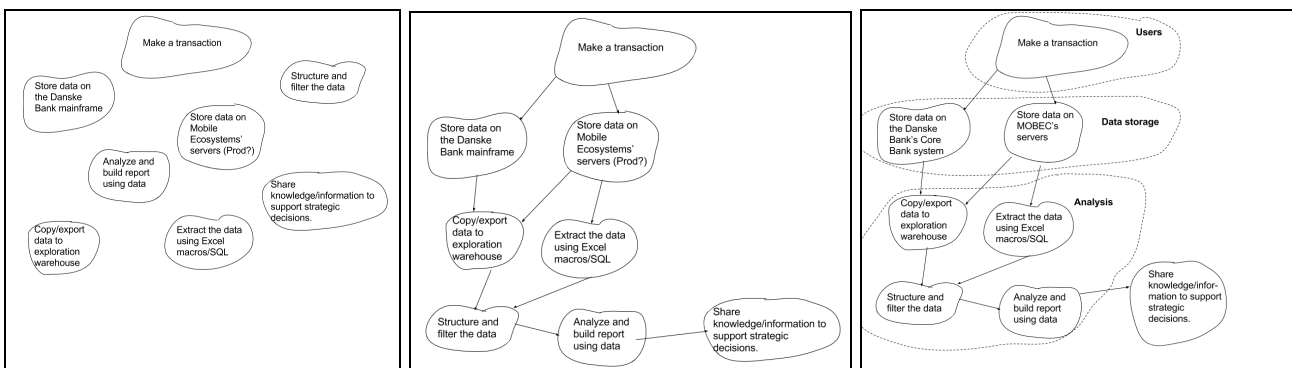 Make a transaction
Structure and
filter the data
Store data on
the Danske
Bank mainframe
Store data on
Mobile
Ecosystems'
servers (Prod?)
Analyze and
build report
using data
Share
knowledge/information to
support strategic
decisions.
Copy/export
data to
exploration
warehouse
Extract the data
using Excel
macros/SQL
Make a transaction
Store data on
the Danske
Bank mainframe
Store data on
Mobile
Ecosystems'
servers (Prod?)
Copy/export
data to
exploration
warehouse
Extract the data
using Excel
macros/SQL
Structure and
filter the data
Analyze and
build report
using data
Share
knowledge/information to
support strategic
decisions.
Users
Make a transaction
Store data on
the Danske
Bank's Core
Bank system
Store data on
MOBEC's
servers
Data storage
Copy/export
data to
exploration
warehouse
Extract the data
using Excel
macros/SQL
Analysis
Structure and
filter the data
Analyze and
build report
using data
Share
knowledge/infor-
mation to support
strategic
decisions.